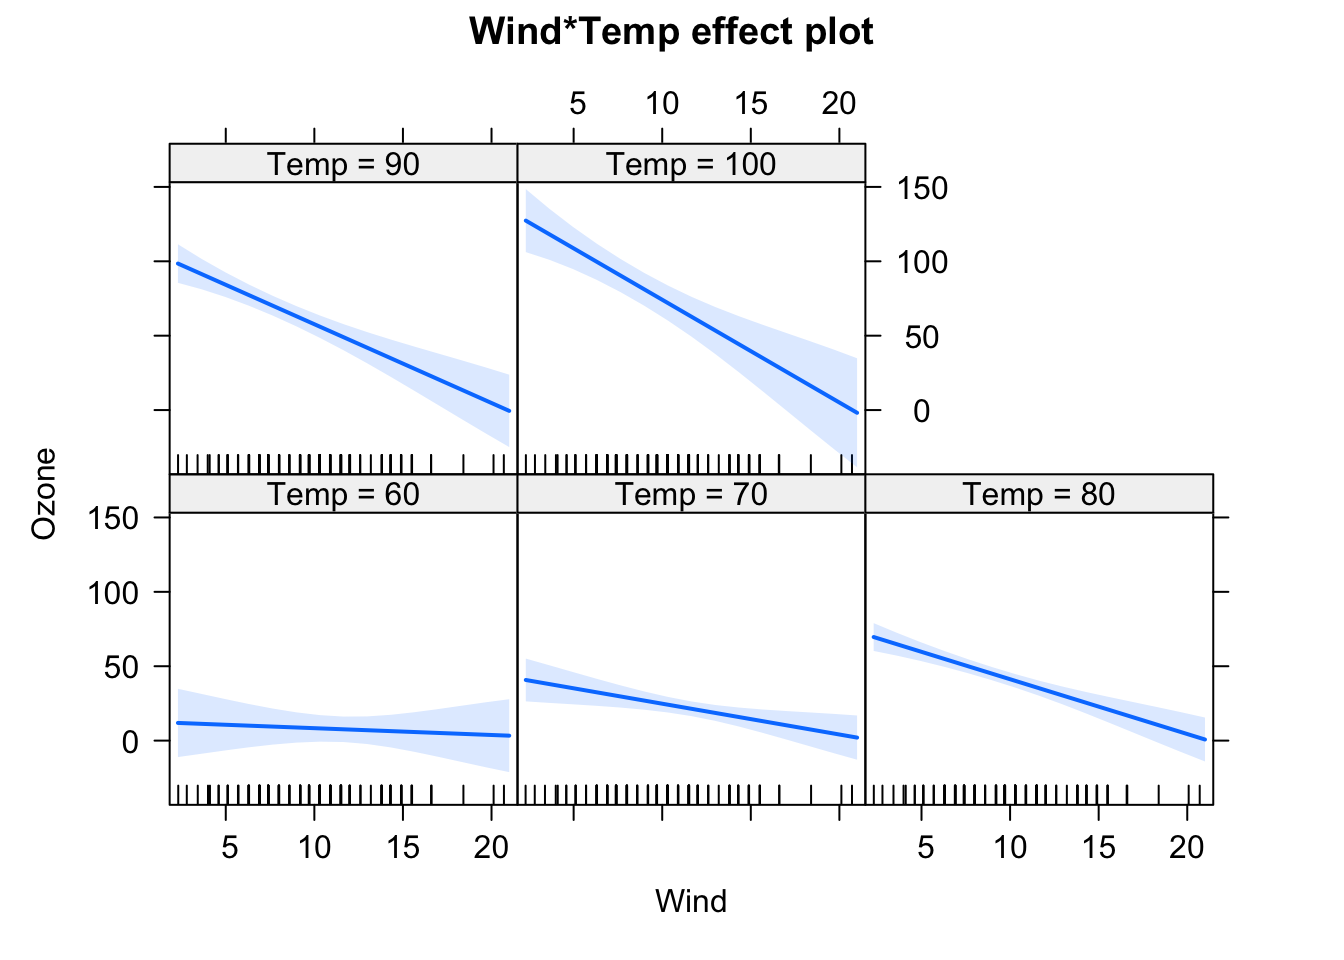 Wind*Temp effect plot
5 10 15 20
Temp = 90 Temp = 100
150
100
50
0
Ozone
Temp = 60 Temp = 70 Temp = 80
150
100
50
0
5 10 15 20 5 10 15 20
Wind